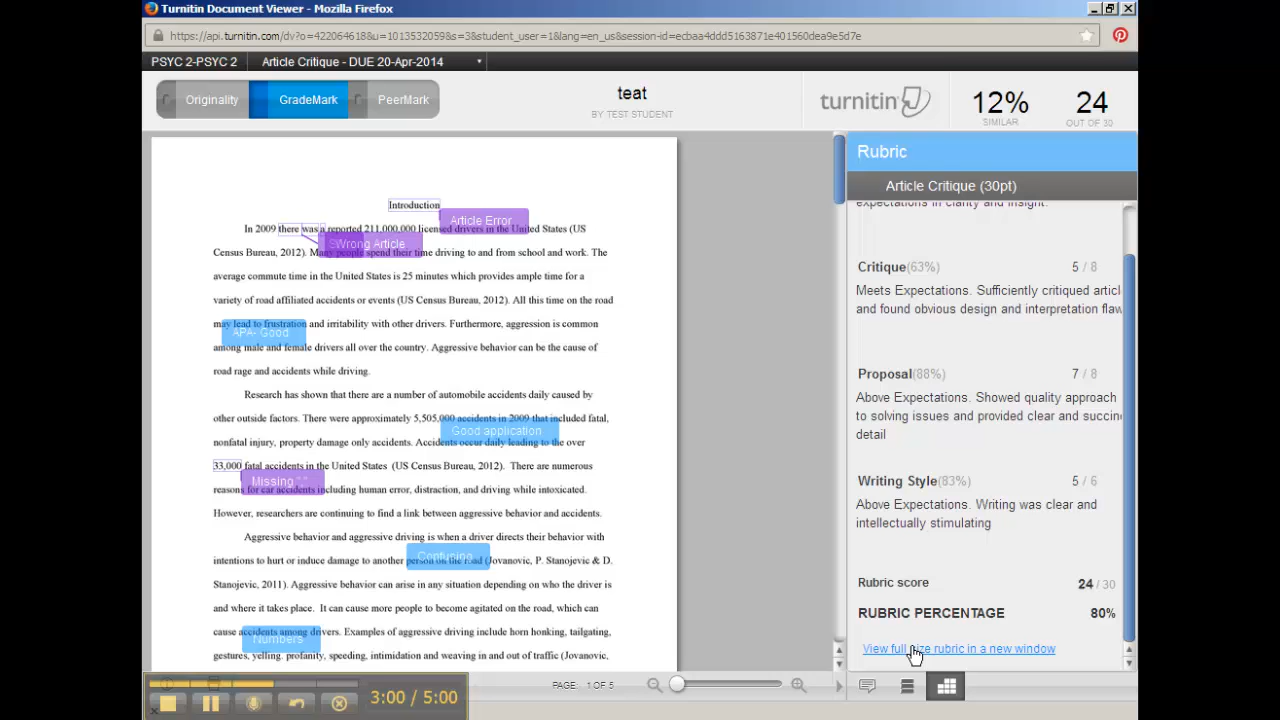 Turnitin Document Viewer - Mozilla Firefox
https://api.turnitin.com/dv?o=422064618&u=1013532059&s=3&student_user=1&lang=en_us&session-id=ecbaa4ddd5163871e401560dea9e5d7e
PSYC 2-PSYC 2
Article Critique - DUE 20-Apr-2014
Originality
GradeMark
PeerMark
teat
BY TEST STUDENT
turnitin
12%
SIMILAR
24
OUT OF 30
Introduction
Article Error
In 2009 there was a reported 211,000,000 licensed drivers in the United States (US
Wrong Article
Census Bureau, 2012). Many people spend their time driving to and from school and work. The
average commute time in the United States is 25 minutes which provides ample time for a
variety of road affiliated accidents or events (US Census Bureau, 2012). All this time on the road
may lead to frustration and irritability with other drivers. Furthermore, aggression is common
APA- Good
among male and female drivers all over the country. Aggressive behavior can be the cause of
road rage and accidents while driving.
Research has shown that there are a number of automobile accidents daily caused by
other outside factors. There were approximately 5,505,000 accidents in 2009 that included fatal,
Good application
nonfatal injury, property damage only accidents. Accidents occur daily leading to the over
33,000 fatal accidents in the United States (US Census Bureau, 2012). There are numerous
Missing ","
reasons for car accidents including human error, distraction, and driving while intoxicated.
However, researchers are continuing to find a link between aggressive behavior and accidents.
Aggressive behavior and aggressive driving is when a driver directs their behavior with
intentions to hurt or induce damage to another person on the road (Jovanovic, P. Stanojevic & D.
Confusing
Stanojevic, 2011). Aggressive behavior can arise in any situation depending on who the driver is
and where it takes place. It can cause more people to become agitated on the road, which can
cause accidents among drivers. Examples of aggressive driving include horn honking, tailgating,
Numbers
gestures, yelling, profanity, speeding, intimidation and weaving in and out of traffic (Jovanovic,
Rubric
Article Critique (30pt)
expectations in clarity and insight.
Critique(63%) 5 / 8
Meets Expectations. Sufficiently critiqued articl
and found obvious design and interpretation flaw
Proposal(88%) 7 / 8
Above Expectations. Showed quality approach
to solving issues and provided clear and succin
detail
Writing Style(83%) 5 / 6
Above Expectations. Writing was clear and
intellectually stimulating
Rubric score 24 / 30
RUBRIC PERCENTAGE 80%
View full size rubric in a new window
PAGE: 1 OF 5
3:00 / 5:00